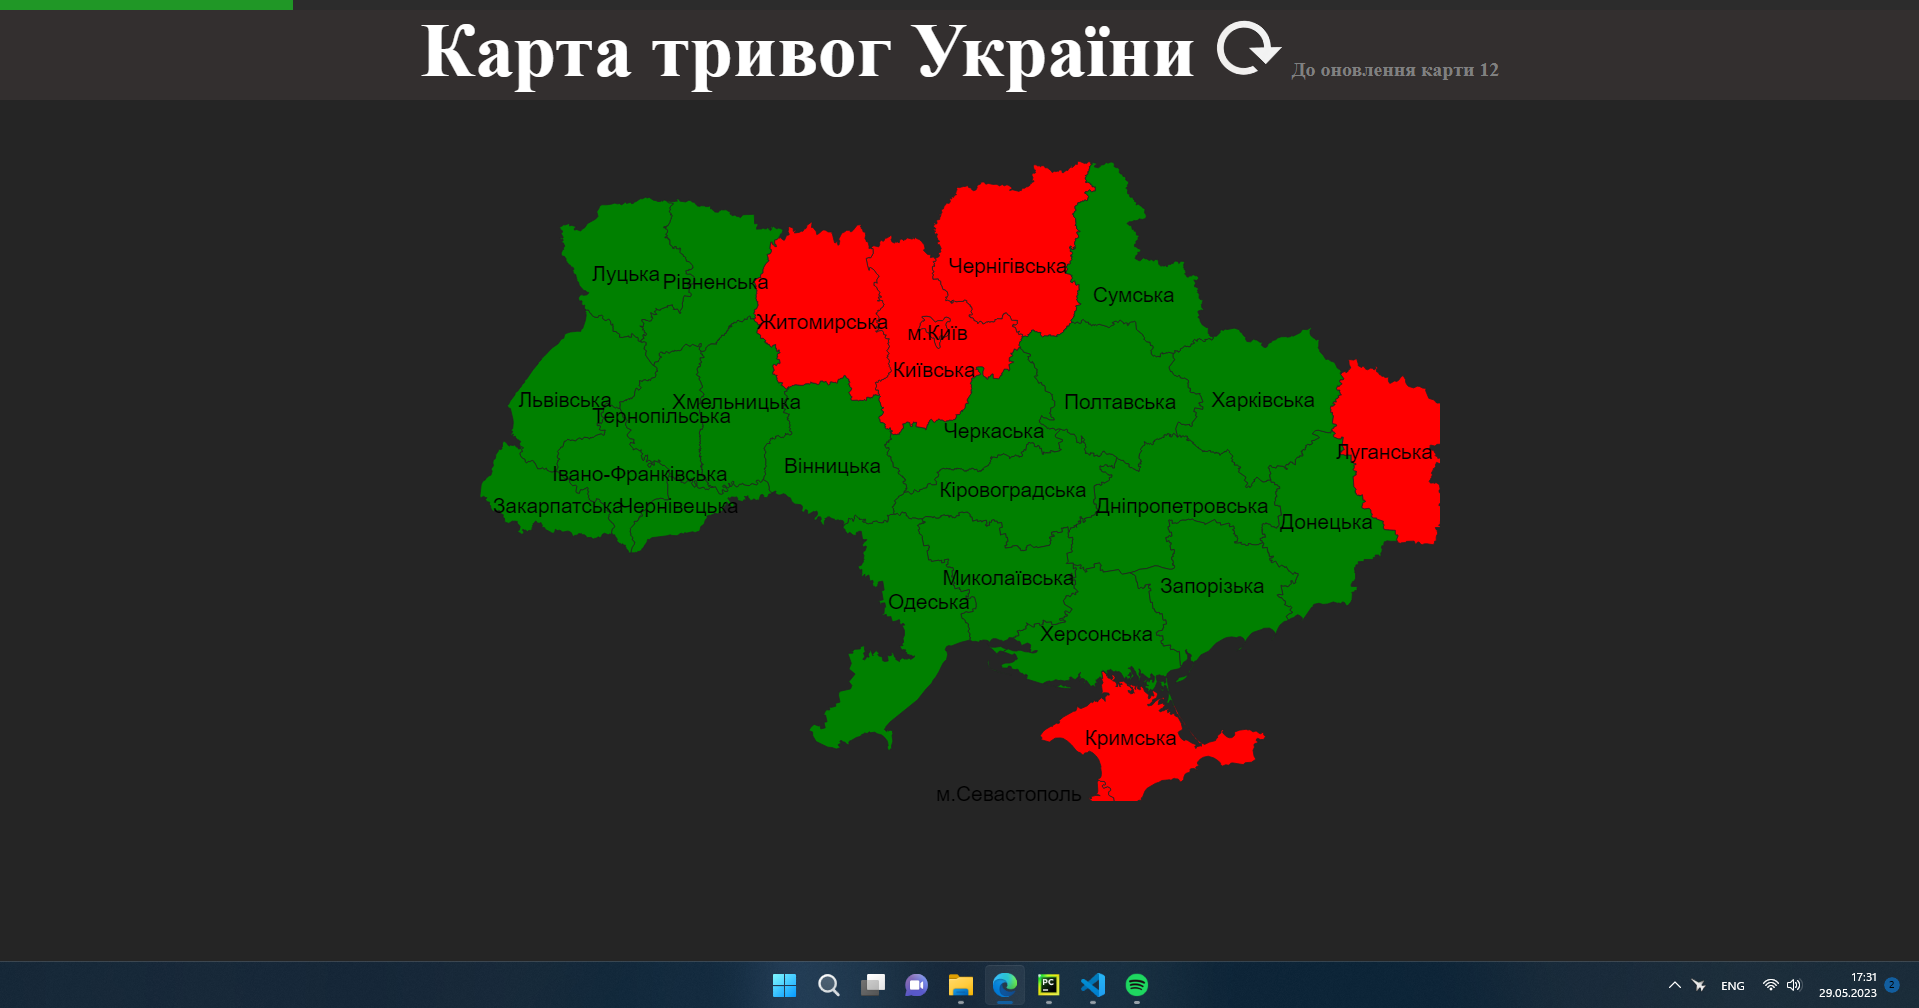 Карта тривог України
До оновлення карти 12
Чернігівська
Луцька
Рівненська
Сумська
Житомирська
м.Київ
Київська
Львівська
Хмельницька
Тернопільська
Полтавська
Харківська
Черкаська
Луганська
Вінницька
Івано-Франківська
Кіровоградська
Закарпатська
Чернівецька
Дніпропетровська
Донецька
Миколаївська
Запорізька
Одеська
Херсонська
Кримська
м.Севастополь
PC
ENG
17:31
29.05.2023
2